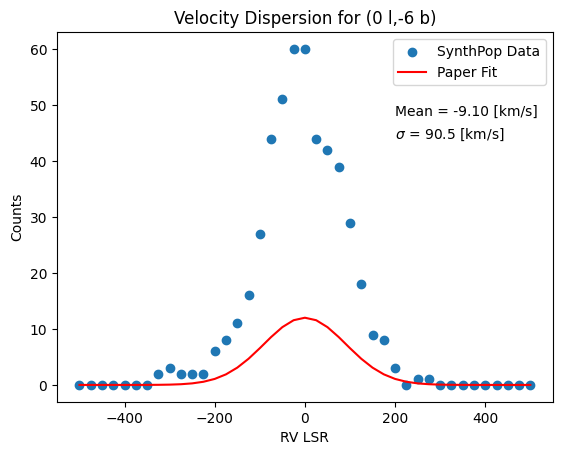 Velocity Dispersion for (0 l,-6 b)
60
50
40
30
20
10
0
Counts
SynthPop Data
Paper Fit
Mean = -9.10 [km/s]
σ = 90.5 [km/s]
−400 −200 0 200 400
RV LSR